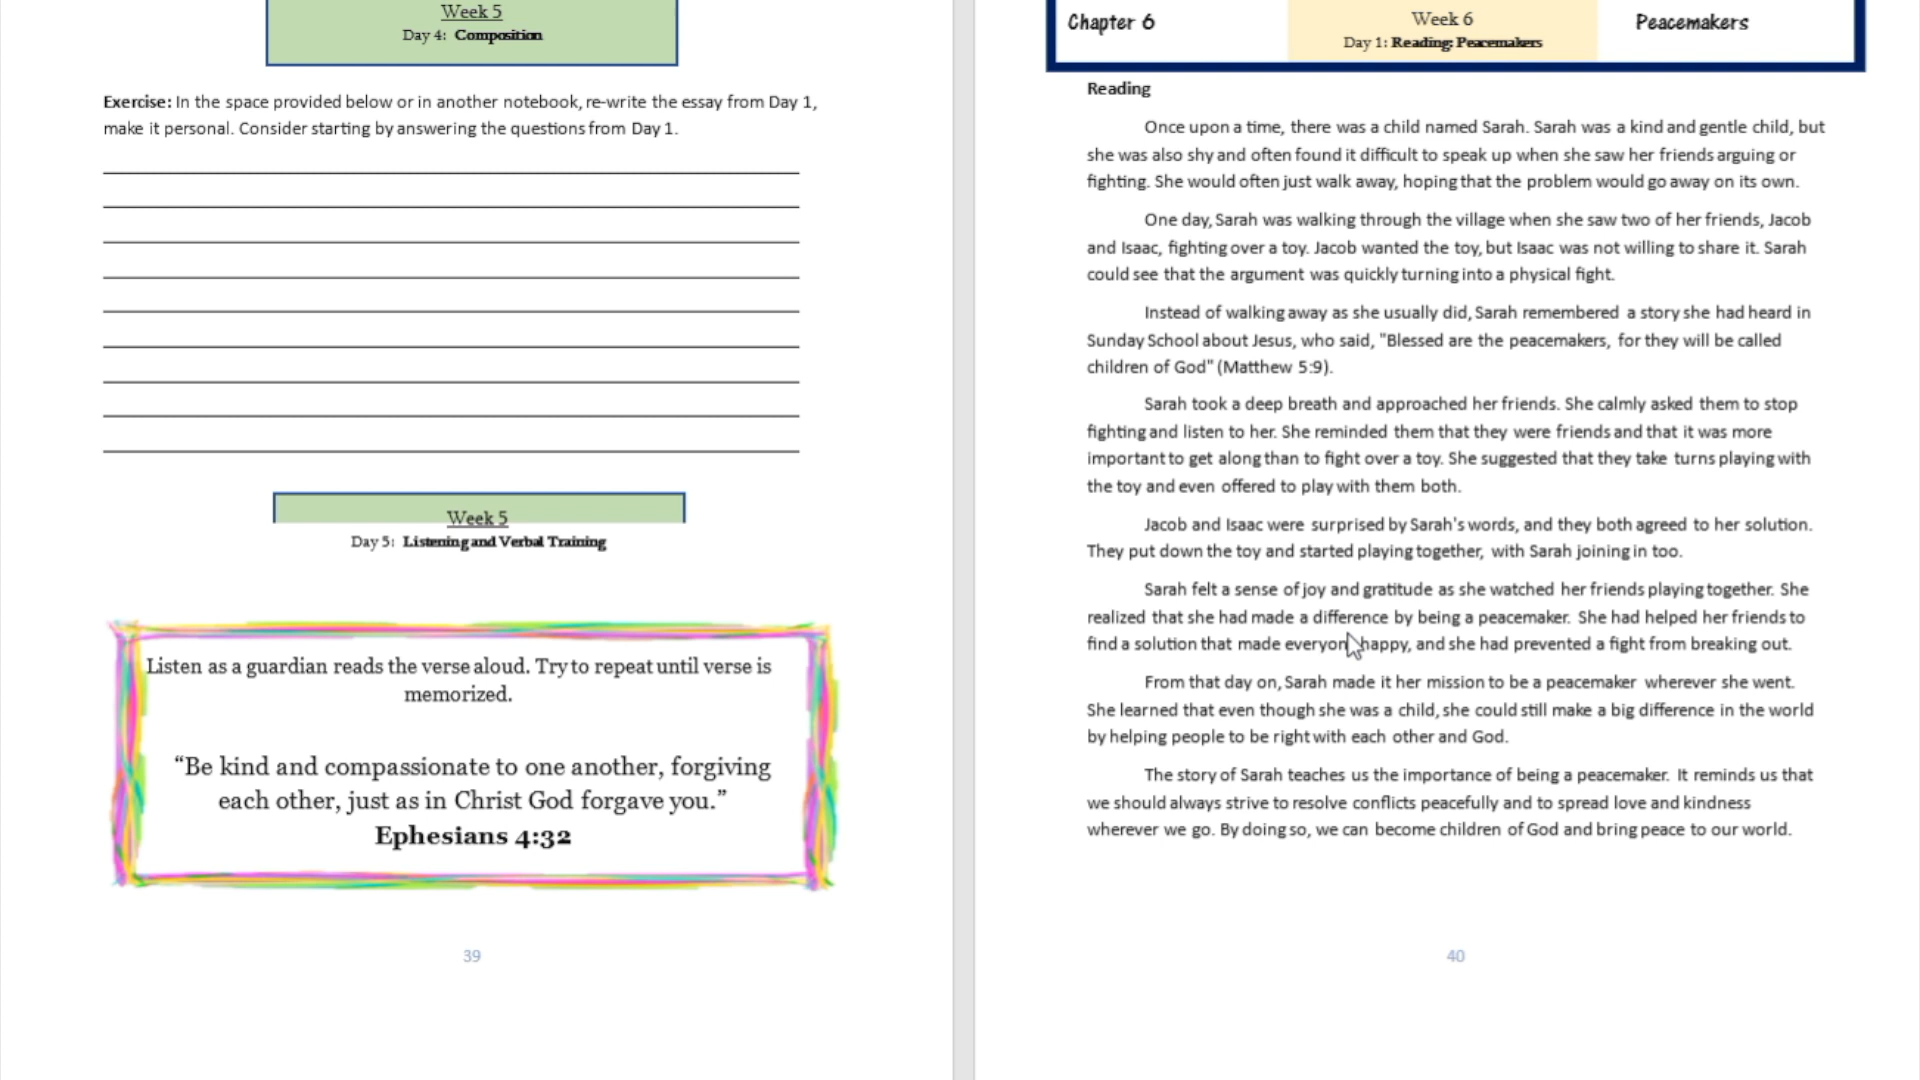 Week 5
Day 4: Composition
Exercise: In the space provided below or in another notebook, re-write the essay from Day 1,
make it personal. Consider starting by answering the questions from Day 1.
Week 5
Day 5: Listening and Verbal Training
Listen as a guardian reads the verse aloud. Try to repeat until verse is
memorized.
“Be kind and compassionate to one another, forgiving
each other, just as in Christ God forgave you.”
Ephesians 4:32
39
Chapter 6
Week 6
Day 1: Reading: Peacemakers
Peacemakers
Reading
Once upon a time, there was a child named Sarah. Sarah was a kind and gentle child, but
she was also shy and often found it difficult to speak up when she saw her friends arguing or
fighting. She would often just walk away, hoping that the problem would go away on its own.
One day, Sarah was walking through the village when she saw two of her friends, Jacob
and Isaac, fighting over a toy. Jacob wanted the toy, but Isaac was not willing to share it. Sarah
could see that the argument was quickly turning into a physical fight.
Instead of walking away as she usually did, Sarah remembered a story she had heard in
Sunday School about Jesus, who said, "Blessed are the peacemakers, for they will be called
children of God" (Matthew 5:9).
Sarah took a deep breath and approached her friends. She calmly asked them to stop
fighting and listen to her. She reminded them that they were friends and that it was more
important to get along than to fight over a toy. She suggested that they take turns playing with
the toy and even offered to play with them both.
Jacob and Isaac were surprised by Sarah's words, and they both agreed to her solution.
They put down the toy and started playing together, with Sarah joining in too.
Sarah felt a sense of joy and gratitude as she watched her friends playing together. She
realized that she had made a difference by being a peacemaker. She had helped her friends to
find a solution that made everyone happy, and she had prevented a fight from breaking out.
From that day on, Sarah made it her mission to be a peacemaker wherever she went.
She learned that even though she was a child, she could still make a big difference in the world
by helping people to be right with each other and God.
The story of Sarah teaches us the importance of being a peacemaker. It reminds us that
we should always strive to resolve conflicts peacefully and to spread love and kindness
wherever we go. By doing so, we can become children of God and bring peace to our world.
40